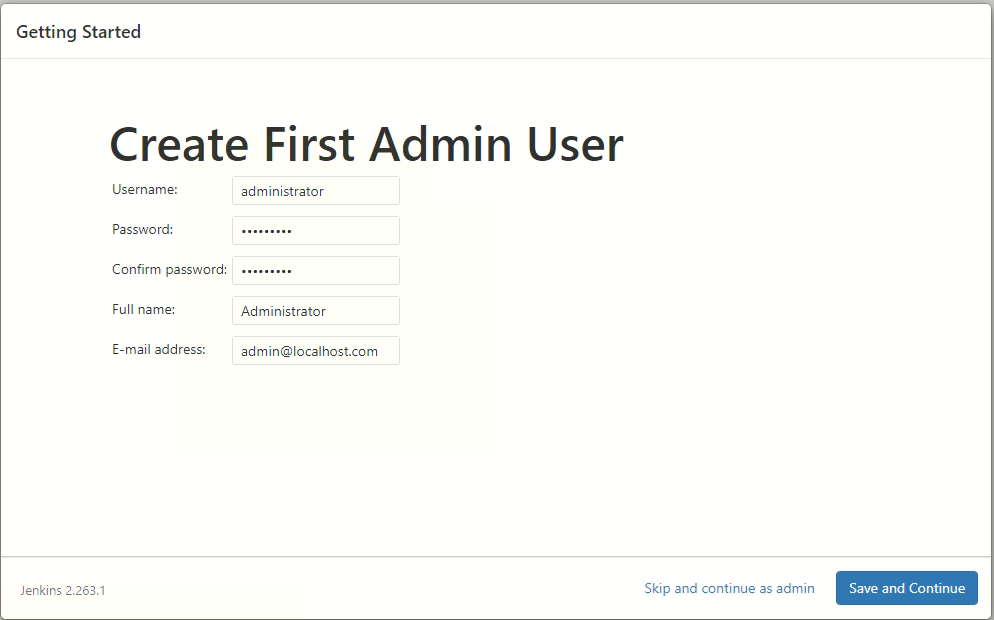 Getting Started
Create First Admin User
Username: administrator
Password: •••••••••
Confirm password: •••••••••
Full name: Administrator
E-mail address: admin@localhost.com
Jenkins 2.263.1 Skip and continue as admin Save and Continue